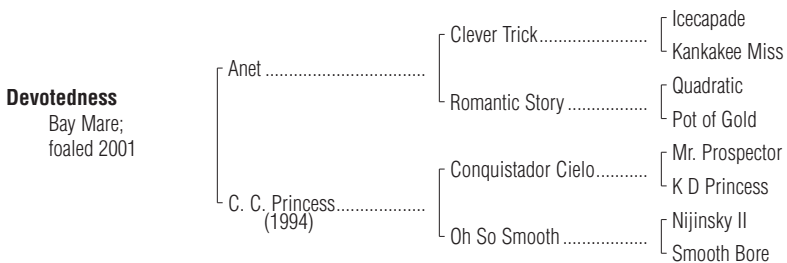 Devotedness
Bay Mare;
foaled 2001
Anet ................................
C. C. Princess..................
(1994)
Clever Trick......................
Romantic Story ................
Conquistador Cielo...........
Oh So Smooth .................
Icecapade
Kankakee Miss
Quadratic
Pot of Gold
Mr. Prospector
K D Princess
Nijinsky II
Smooth Bore